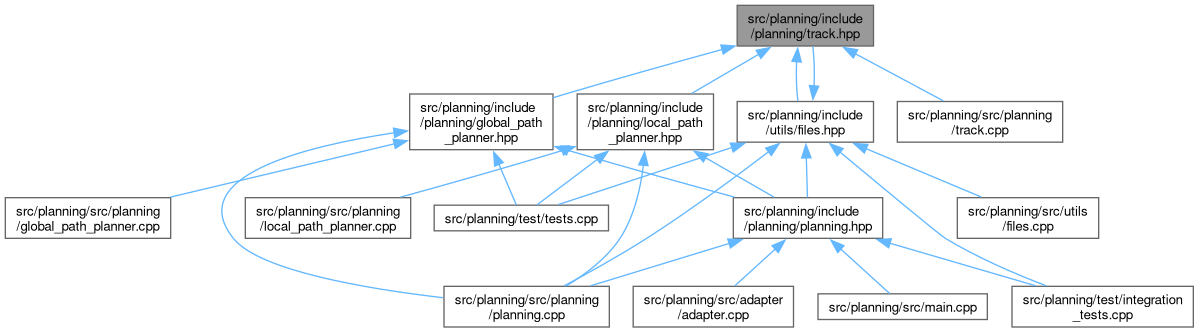 src/planning/include
/planning/track.hpp
src/planning/include
/planning/global_path
_planner.hpp
src/planning/include
/planning/local_path
_planner.hpp
src/planning/include
/utils/files.hpp
src/planning/src/planning
/track.cpp
src/planning/src/planning
/global_path_planner.cpp
src/planning/src/planning
/local_path_planner.cpp
src/planning/test/tests.cpp
src/planning/include
/planning/planning.hpp
src/planning/src/utils
/files.cpp
src/planning/src/planning
/planning.cpp
src/planning/src/adapter
/adapter.cpp
src/planning/src/main.cpp
src/planning/test/integration
_tests.cpp